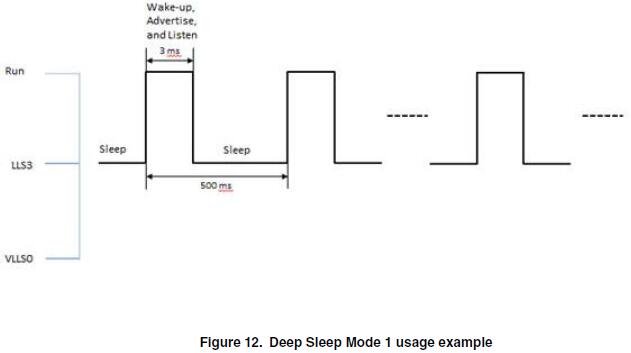 Wake-up,
Advertise,
and Listen
3 ms
Run
Sleep
Sleep
LLS3
500 ms
VLLS0
Figure 12. Deep Sleep Mode 1 usage example